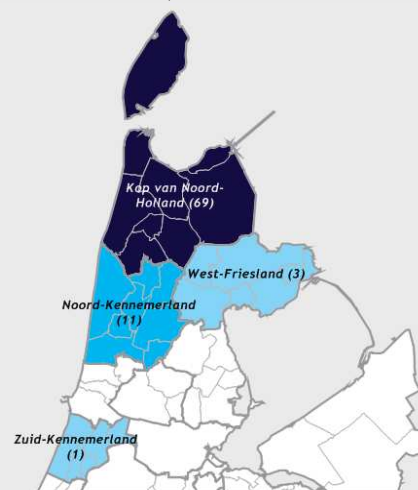 Kop van Noord-
Holland (69)
West-Friesland (3)
Noord-Kennemerland
(11)
Zuid-Kennemerland
(1)